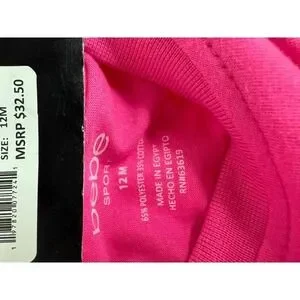 SIZE: 12M
MSRP $32.50
bebe
SPORT
12M
65% POLYESTER 35% COTTON
MADE IN EGYPT
HECHO EN EGIPTO
RN#63619